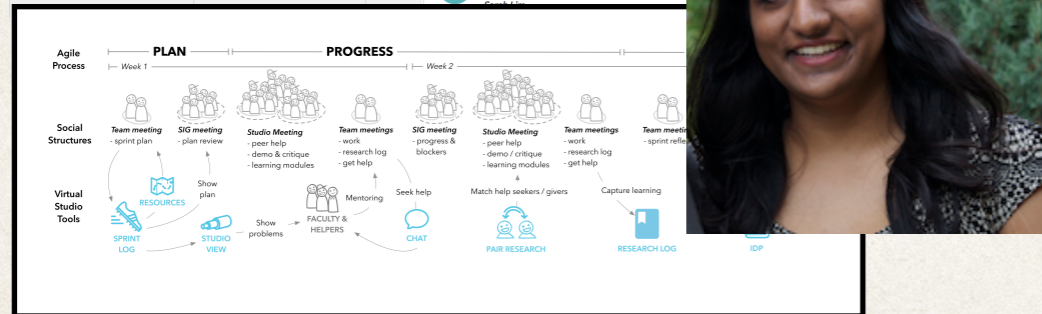 Agile
Process
PLAN
PROGRESS
Week 1
Week 2
Social
Structures
Team meeting
- sprint plan
SIG meeting
- plan review
Studio Meeting
- peer help
- demo & critique
- learning modules
Team meetings
- work
- research log
- get help
SIG meeting
- progress &
blockers
Studio Meeting
- peer help
- demo / critique
- learning modules
Team meetings
- work
- research log
- get help
Team
- sprint
Virtual
Studio
Tools
RESOURCES
Show
plan
SPRINT
LOG
STUDIO
VIEW
Show
problems
FACULTY &
HELPERS
Mentoring
Seek help
CHAT
Match help seekers / givers
PAIR RESEARCH
Capture learning
RESEARCH LOG
IDP